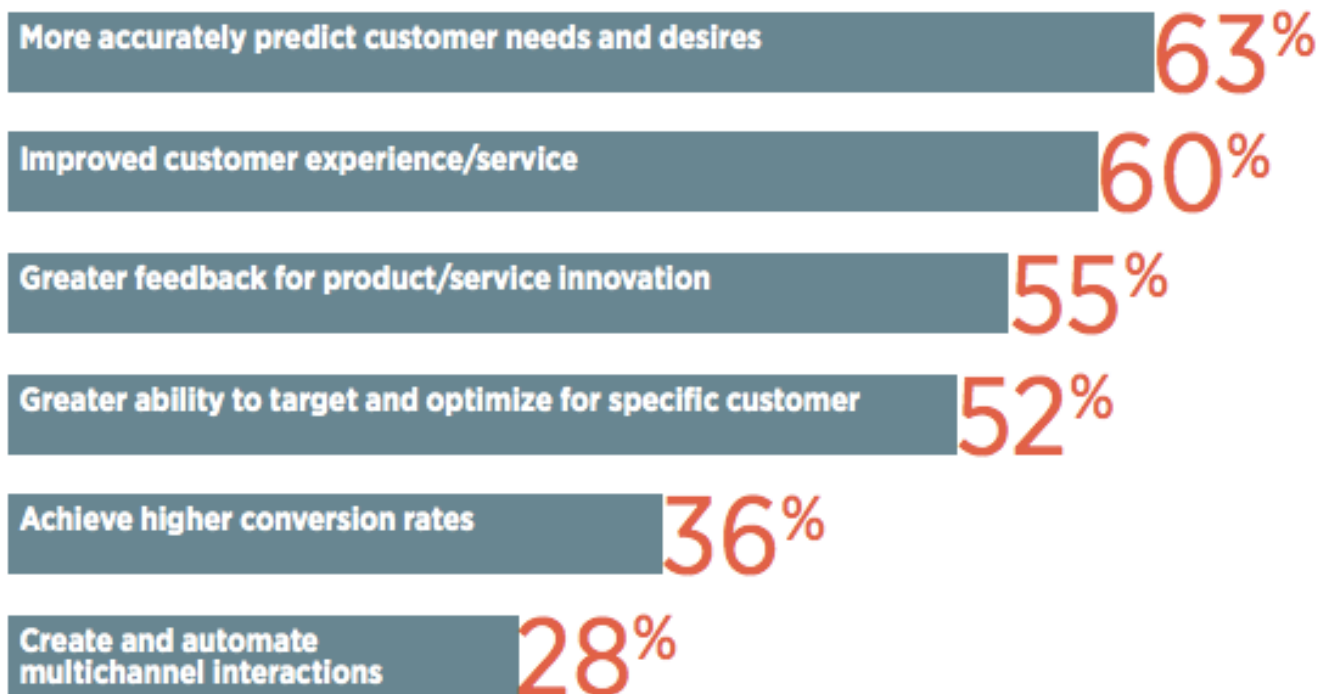 More accurately predict customer needs and desires 63%
Improved customer experience/service 60%
Greater feedback for product/service innovation 55%
Greater ability to target and optimize for specific customer 52%
Achieve higher conversion rates 36%
Create and automate
multichannel interactions 28%